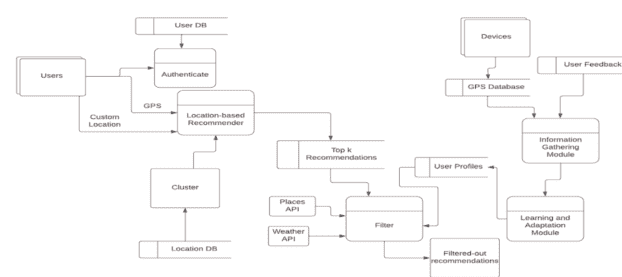 User DB
Devices
User Feedback
Users
Authenticate
GPS Database
GPS
Custom
Location
Location-based
Recommender
Information
Gathering
Module
Top k
Recommendations
User Profiles
Cluster
Places
API
Filter
Learning and
Adaptation
Module
Weather
API
Location DB
Filtered-out
recommendations